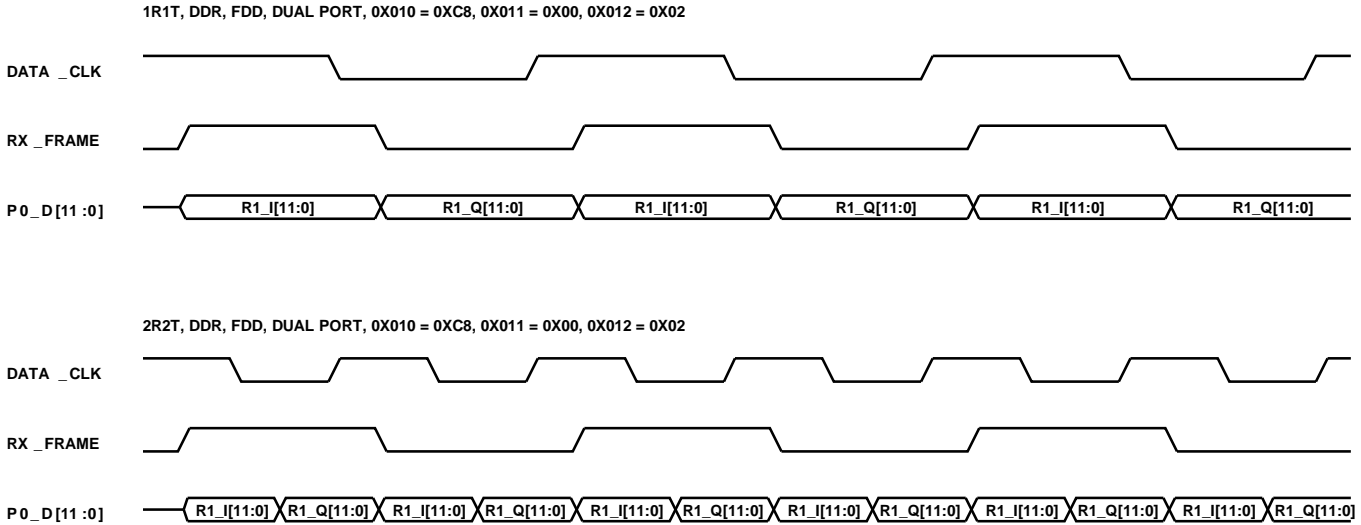 1R1T, DDR, FDD, DUAL PORT, 0X010 = 0XC8, 0X011 = 0X00, 0X012 = 0X02
DATA _CLK
RX _FRAME
P0_D[11 :0] R1_I[11:0] R1_Q[11:0] R1_I[11:0] R1_Q[11:0] R1_I[11:0] R1_Q[11:0]
2R2T, DDR, FDD, DUAL PORT, 0X010 = 0XC8, 0X011 = 0X00, 0X012 = 0X02
DATA _CLK
RX _FRAME
P0_D[11 :0] R1_I[11:0] R1_Q[11:0] R1_I[11:0] R1_Q[11:0] R1_I[11:0] R1_Q[11:0] R1_I[11:0] R1_Q[11:0] R1_I[11:0] R1_Q[11:0] R1_I[11:0] R1_Q[11:0]